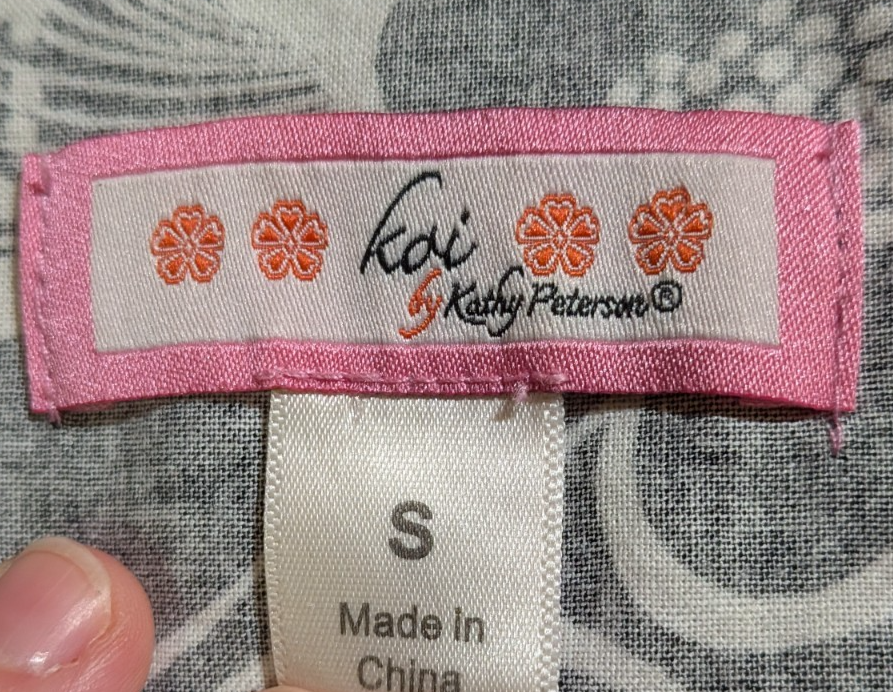 koi
by Kathy Peterson®
S
Made in
China